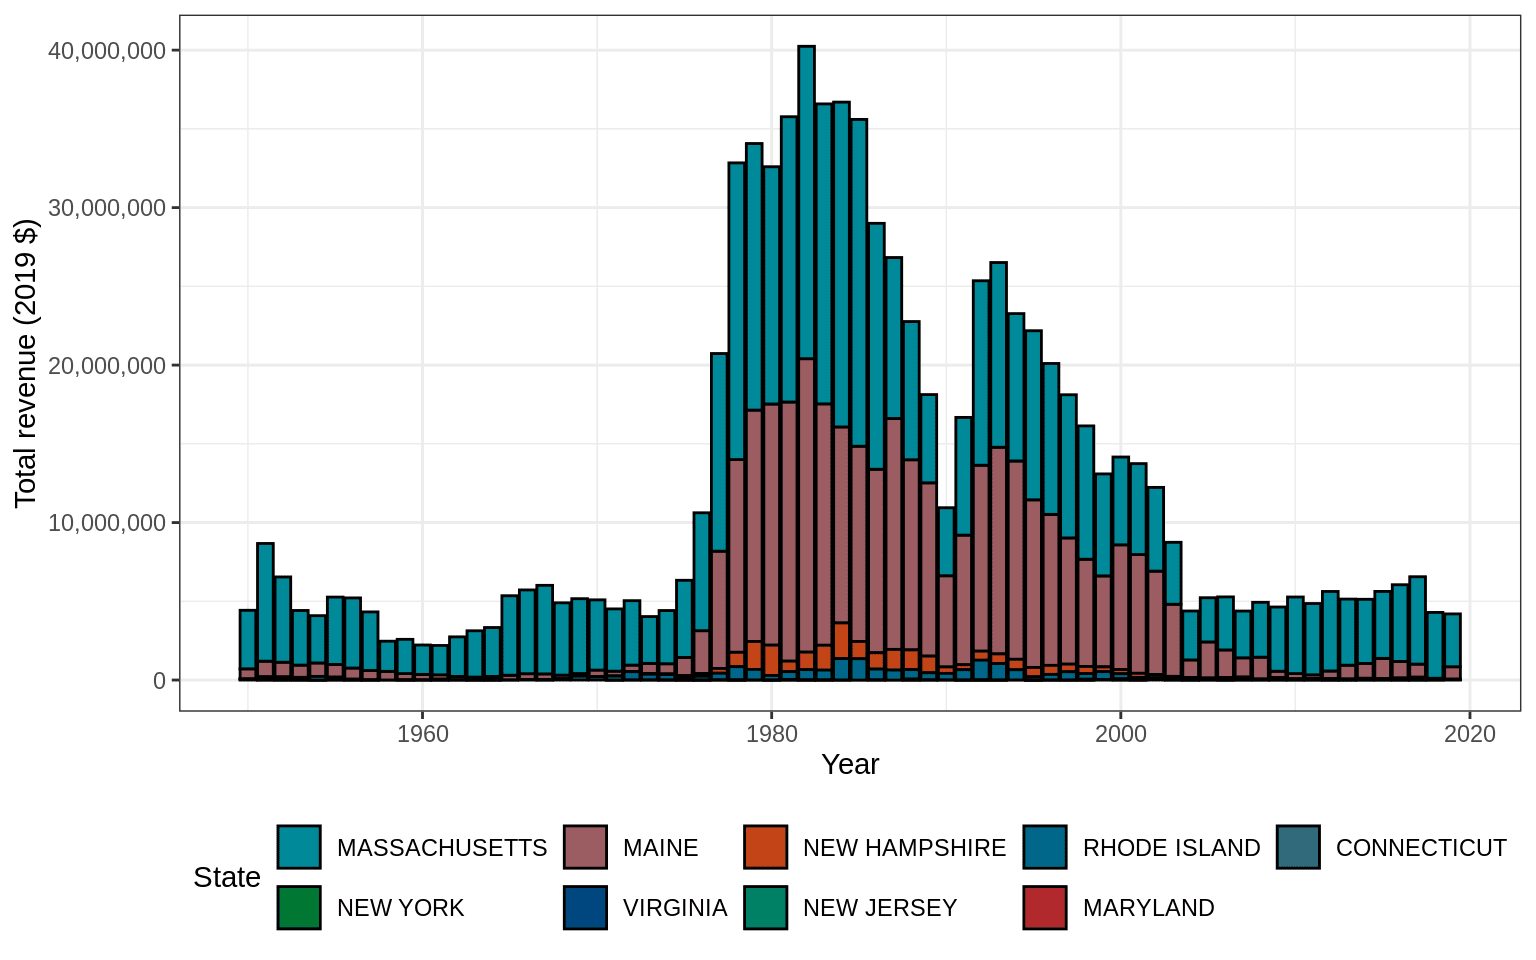 40,000,000
30,000,000
20,000,000
10,000,000
0
Total revenue (2019 $)
1960 1980 2000 2020
Year
State
MASSACHUSETTS MAINE NEW HAMPSHIRE RHODE ISLAND CONNECTICUT
NEW YORK VIRGINIA NEW JERSEY MARYLAND